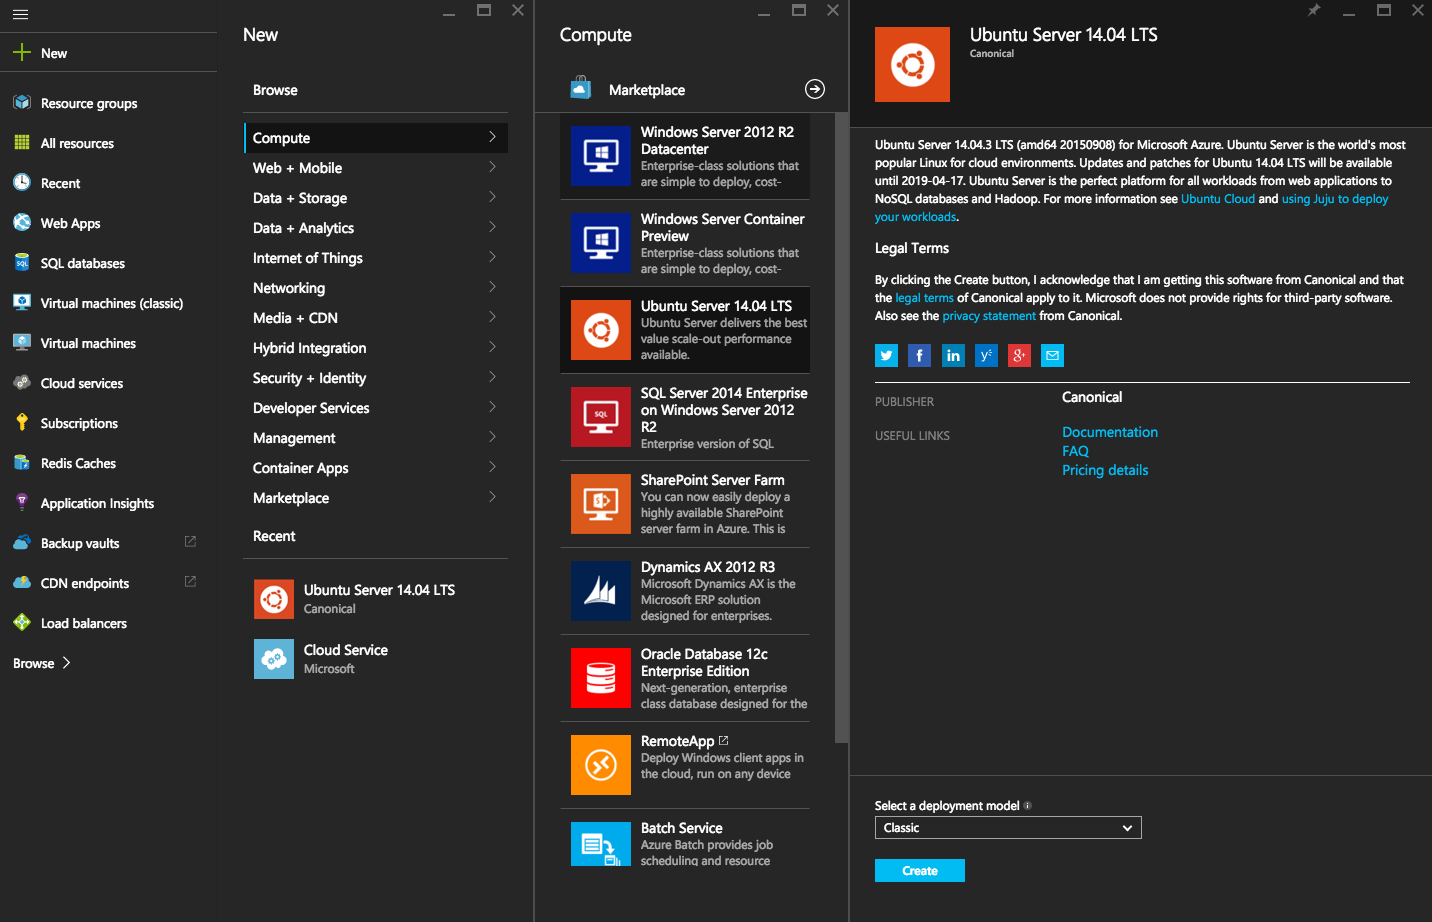 New
Resource groups
All resources
Recent
Web Apps
SQL databases
Virtual machines (classic)
Virtual machines
Cloud services
Subscriptions
Redis Caches
Application Insights
Backup vaults
CDN endpoints
Load balancers
Browse
New
Browse
Compute
Web + Mobile
Data + Storage
Data + Analytics
Internet of Things
Networking
Media + CDN
Hybrid Integration
Security + Identity
Developer Services
Management
Container Apps
Marketplace
Recent
Ubuntu Server 14.04 LTS
Canonical
Cloud Service
Microsoft
Compute
Marketplace
Windows Server 2012 R2
Datacenter
Enterprise-class solutions that
are simple to deploy, cost-
Windows Server Container
Preview
Enterprise-class solutions that
are simple to deploy, cost-
Ubuntu Server 14.04 LTS
Ubuntu Server delivers the best
value scale-out performance
available.
SQL
SQL Server 2014 Enterprise
on Windows Server 2012
R2
Enterprise version of SQL
SharePoint Server Farm
You can now easily deploy a
highly available SharePoint
server farm in Azure. This is
Dynamics AX 2012 R3
Microsoft Dynamics AX is the
Microsoft ERP solution
designed for enterprises.
Oracle Database 12c
Enterprise Edition
Next-generation, enterprise
class database designed for the
RemoteApp
Deploy Windows client apps in
the cloud, run on any device
Batch Service
Azure Batch provides job
scheduling and resource
Ubuntu Server 14.04 LTS
Canonical
Ubuntu Server 14.04.3 LTS (amd64 20150908) for Microsoft Azure. Ubuntu Server is the world's most
popular Linux for cloud environments. Updates and patches for Ubuntu 14.04 LTS will be available
until 2019-04-17. Ubuntu Server is the perfect platform for all workloads from web applications to
NoSQL databases and Hadoop. For more information see Ubuntu Cloud and using Juju to deploy
your workloads.
Legal Terms
By clicking the Create button, I acknowledge that I am getting this software from Canonical and that
the legal terms of Canonical apply to it. Microsoft does not provide rights for third-party software.
Also see the privacy statement from Canonical.
PUBLISHER
Canonical
USEFUL LINKS
Documentation
FAQ
Pricing details
Select a deployment model
Classic
Create